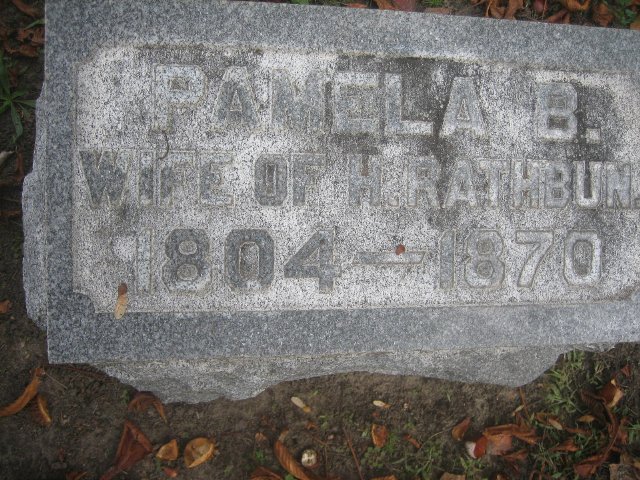 PAMELA B.
WIFE OF H. RATHBUN.
1804 — 1870